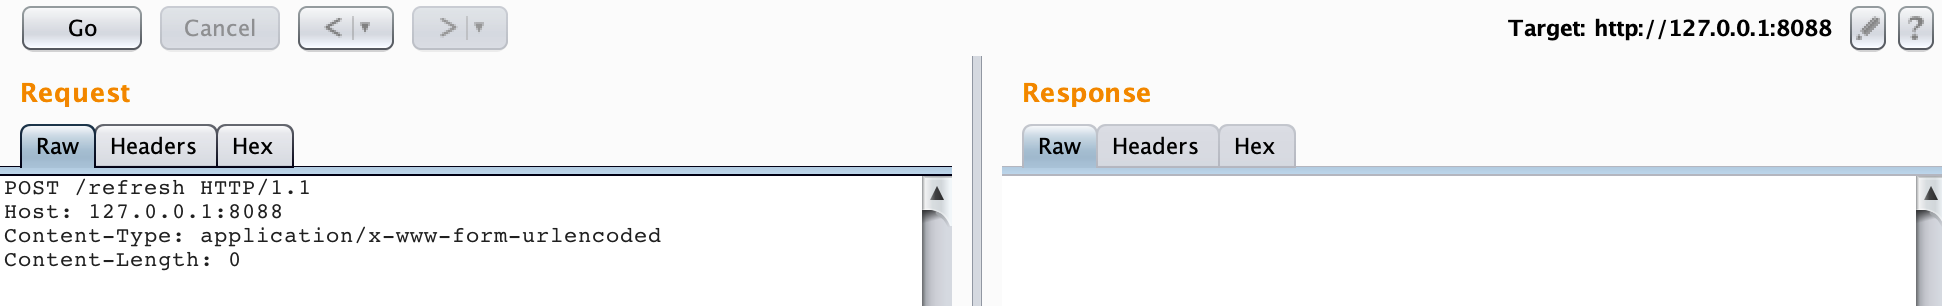 Go Cancel < > Target: http://127.0.0.1:8088 ?
Request
Raw Headers Hex
POST /refresh HTTP/1.1
Host: 127.0.0.1:8088
Content-Type: application/x-www-form-urlencoded
Content-Length: 0
Response
Raw Headers Hex